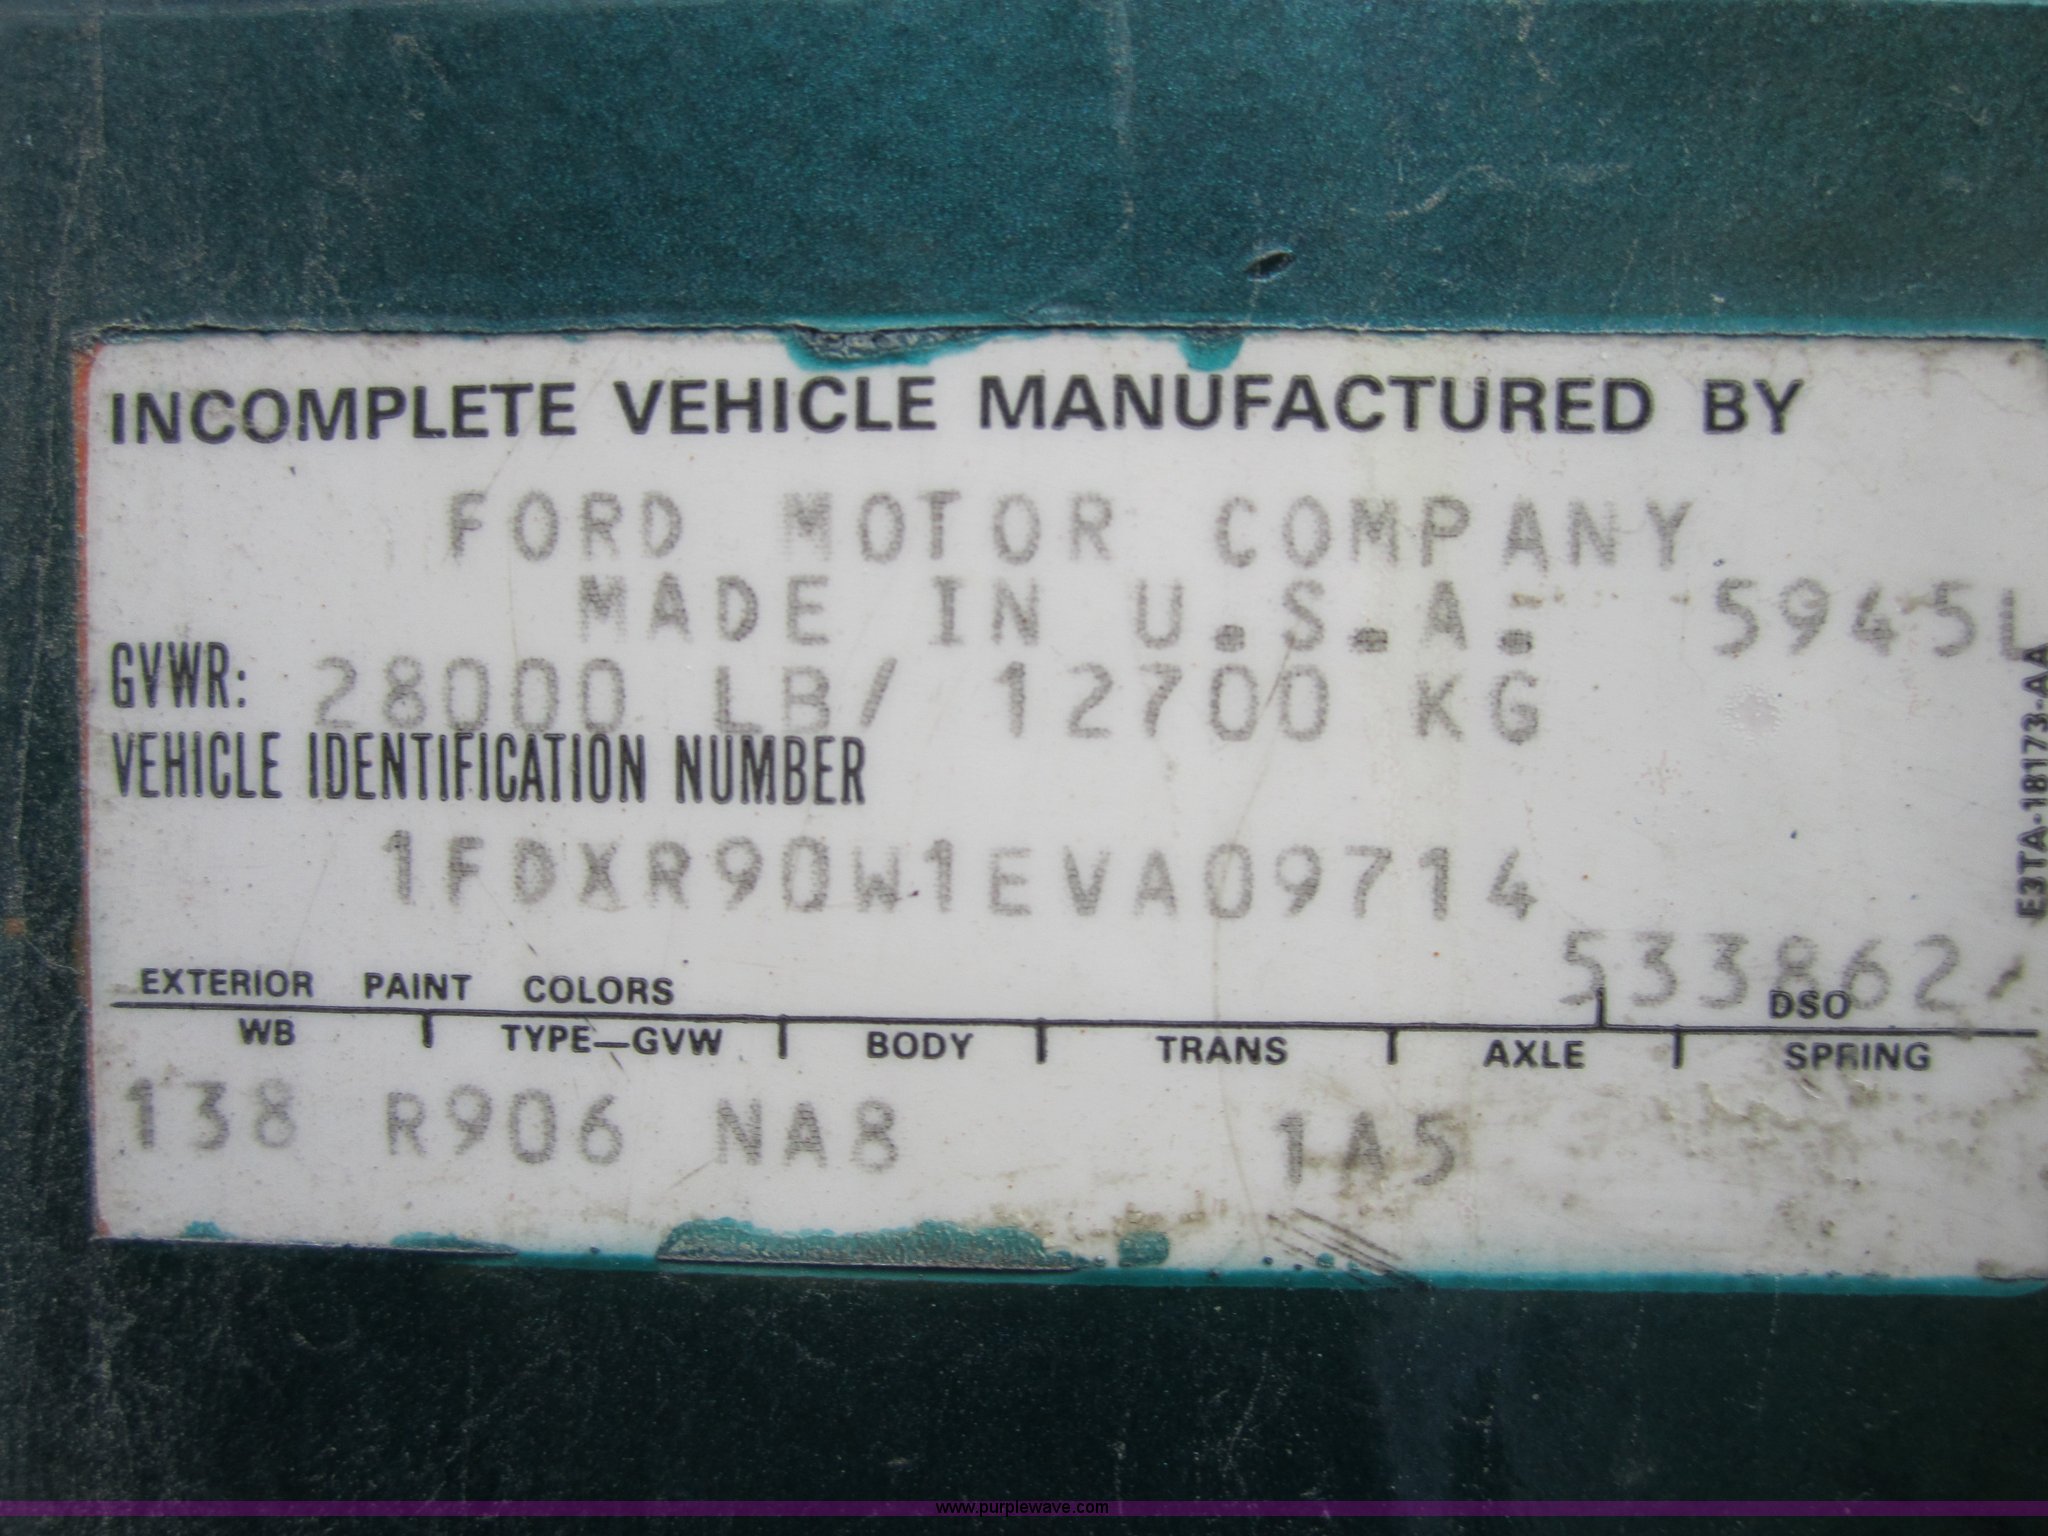 INCOMPLETE VEHICLE MANUFACTURED BY
FORD MOTOR COMPANY
MADE IN U.S.A. 5945L
GVWR: 28000 LB/ 12700 KG
VEHICLE IDENTIFICATION NUMBER
1FDXR90W1EVA09714
533862
EXTERIOR PAINT COLORS DSO
WB TYPE—GVW BODY TRANS AXLE SPRING
138 R906 NA8 1A5
E3TA-18173-AA
www.purplewave.com